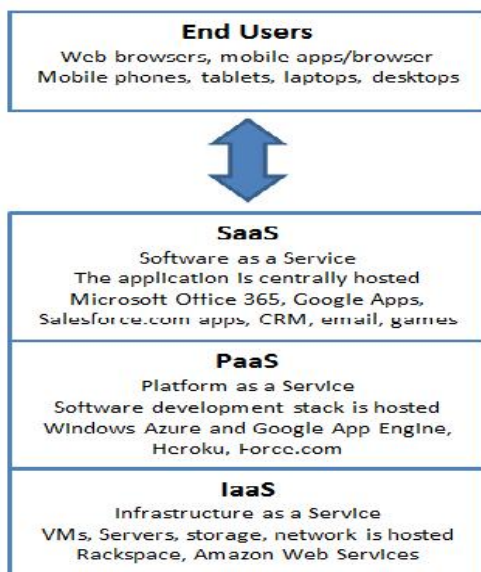 End Users
Web browsers, mobile apps/browser
Mobile phones, tablets, laptops, desktops
SaaS
Software as a Service
The application is centrally hosted
Microsoft Office 365, Google Apps,
Salesforce.com apps, CRM, email, games
PaaS
Platform as a Service
Software development stack is hosted
Windows Azure and Google App Engine,
Heroku, Force.com
IaaS
Infrastructure as a Service
VMs, Servers, storage, network is hosted
Rackspace, Amazon Web Services